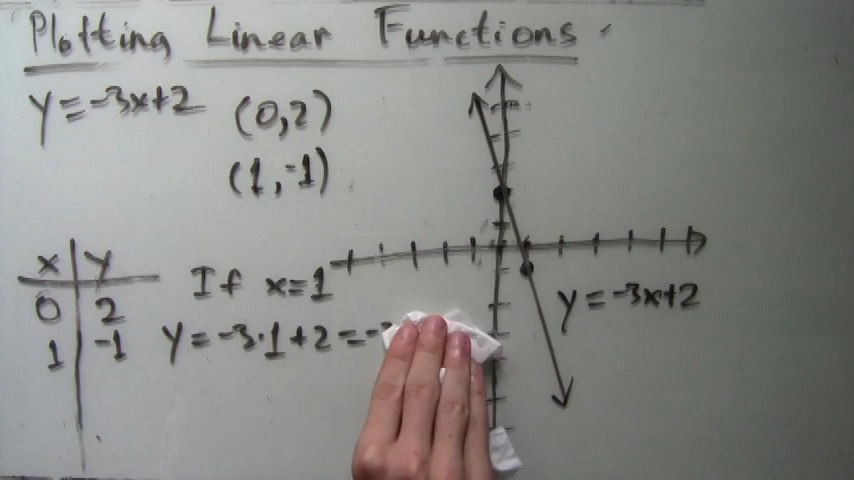 Plotting Linear Functions
y=-3x+2 (0,2)
(1,-1)
x y
0 2
1 -1
If x=1
y=-3·1+2=-
y=-3x+2